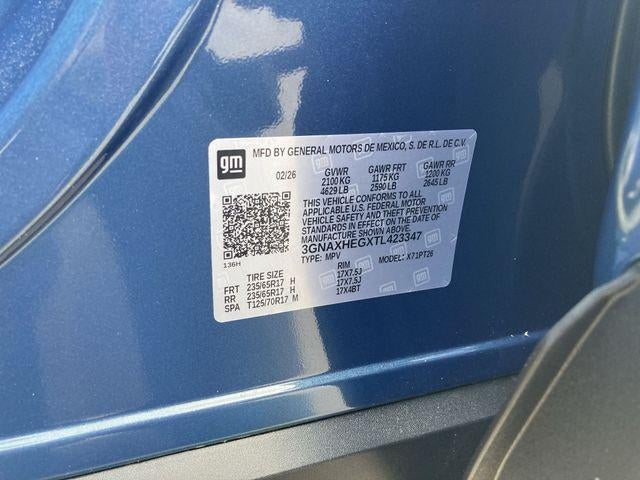 gm
MFD BY GENERAL MOTORS DE MEXICO, S. DE R.L. DE C.V.
02/26 GVWR GAWR FRT GAWR RR
2100 KG 1175 KG 1200 KG
4629 LB 2590 LB 2645 LB
THIS VEHICLE CONFORMS TO ALL
APPLICABLE U.S. FEDERAL MOTOR
VEHICLE SAFETY AND THEFT PREVENTION
STANDARDS IN EFFECT ON THE DATE OF
MANUFACTURE SHOWN ABOVE.
3GNAXHEGXTL423347
TYPE: MPV MODEL: X71PT26
136H
TIRE SIZE RIM
FRT 235/65R17 H 17X7.5J
RR 235/65R17 H 17X7.5J
SPA T125/70R17 M 17X4BT